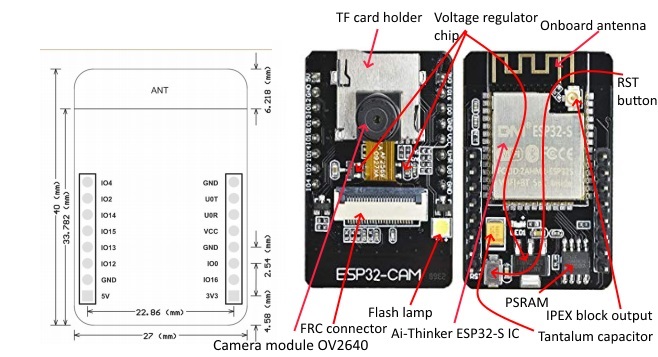 TF card holder
Voltage regulator
chip
Onboard antenna
RST
button
ANT
6.218 (mm)
40 (mm)
33.782 (mm)
IO4
IO2
IO14
IO15
IO13
IO12
GND
5V
GND
U0T
U0R
VCC
GND
IO0
IO16
3V3
2.54 (mm)
4.58 (mm)
22.86 (mm)
27 (mm)
ESP32-S
ESP32-CAM
Flash lamp
FRC connector
Camera module OV2640
Ai-Thinker ESP32-S IC
PSRAM
IPEX block output
Tantalum capacitor